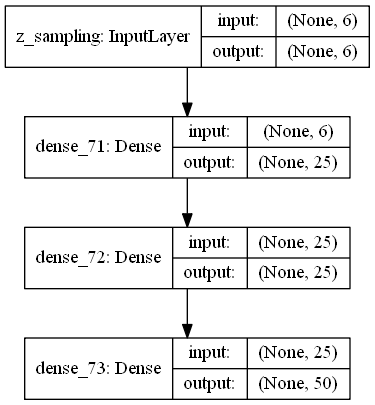 z_sampling: InputLayer
input: (None, 6)
output: (None, 6)
dense_71: Dense
input: (None, 6)
output: (None, 25)
dense_72: Dense
input: (None, 25)
output: (None, 25)
dense_73: Dense
input: (None, 25)
output: (None, 50)